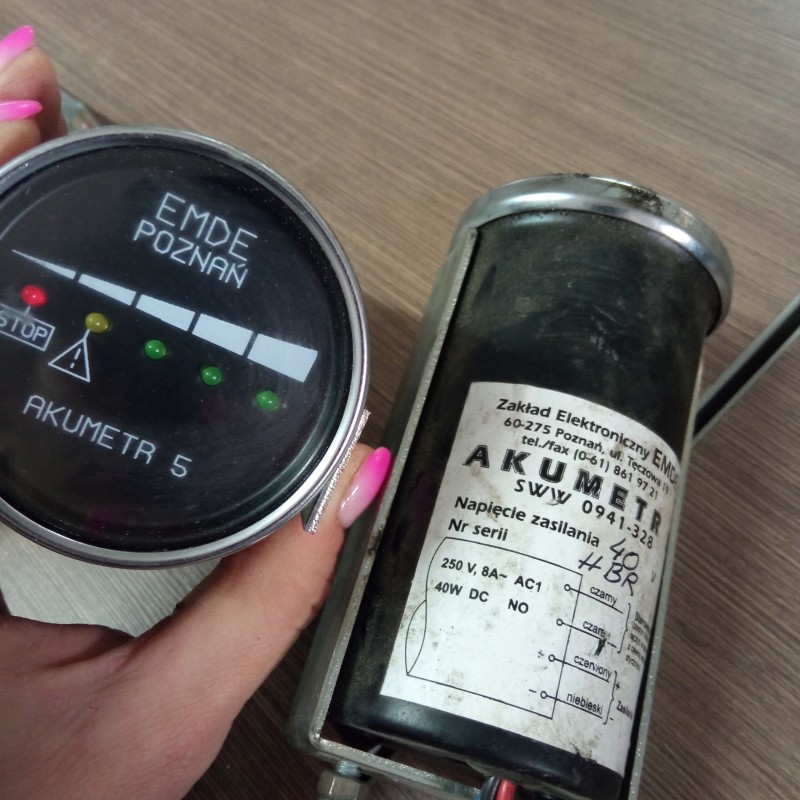 EMDE
POZNAŃ
STOP
!
AKUMETR 5
Zakład Elektroniczny EMDE
60-275 Poznań, ul. Tęczowa 19
tel./fax (0-61) 861 97 21
AKUMETR
SWW 0941-328
Napięcie zasilania 40 V
Nr serii HBR
250 V, 8A~ AC1
40W DC NO
czarny
czarny
+ czerwony +
- niebieski -